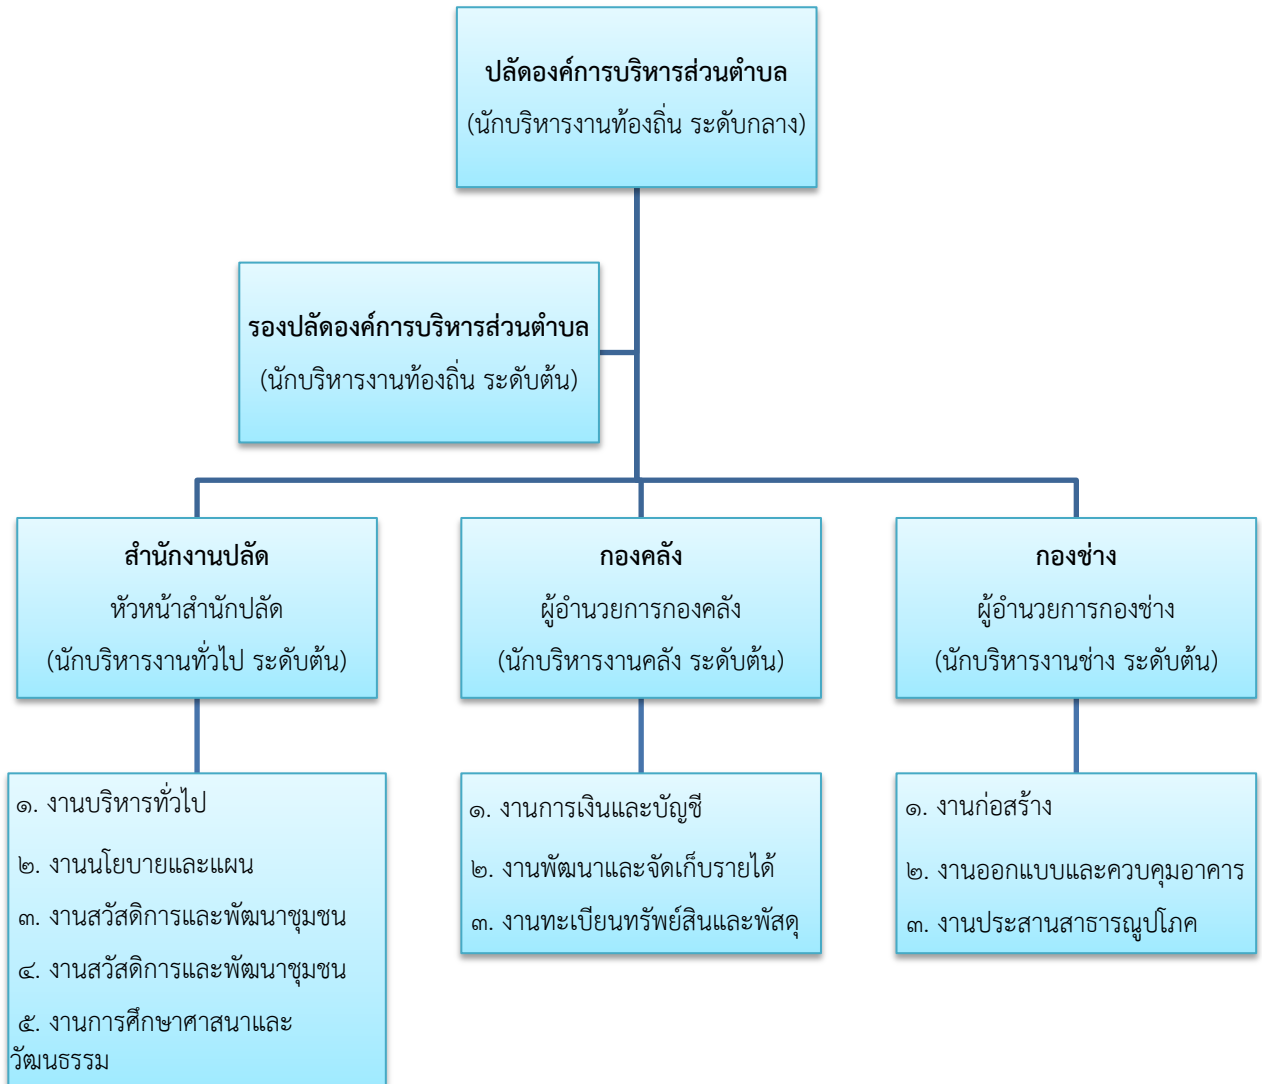 ปลัดองค์การบริหารส่วนตำบล
(นักบริหารงานท้องถิ่น ระดับกลาง)
รองปลัดองค์การบริหารส่วนตำบล
(นักบริหารงานท้องถิ่น ระดับต้น)
สำนักงานปลัด
หัวหน้าสำนักปลัด
(นักบริหารงานทั่วไป ระดับต้น)
กองคลัง
ผู้อำนวยการกองคลัง
(นักบริหารงานคลัง ระดับต้น)
กองช่าง
ผู้อำนวยการกองช่าง
(นักบริหารงานช่าง ระดับต้น)
๑. งานบริหารทั่วไป
๒. งานนโยบายและแผน
๓. งานสวัสดิการและพัฒนาชุมชน
๔. งานสวัสดิการและพัฒนาชุมชน
๕. งานการศึกษาศาสนาและ
วัฒนธรรม
๑. งานการเงินและบัญชี
๒. งานพัฒนาและจัดเก็บรายได้
๓. งานทะเบียนทรัพย์สินและพัสดุ
๑. งานก่อสร้าง
๒. งานออกแบบและควบคุมอาคาร
๓. งานประสานสาธารณูปโภค